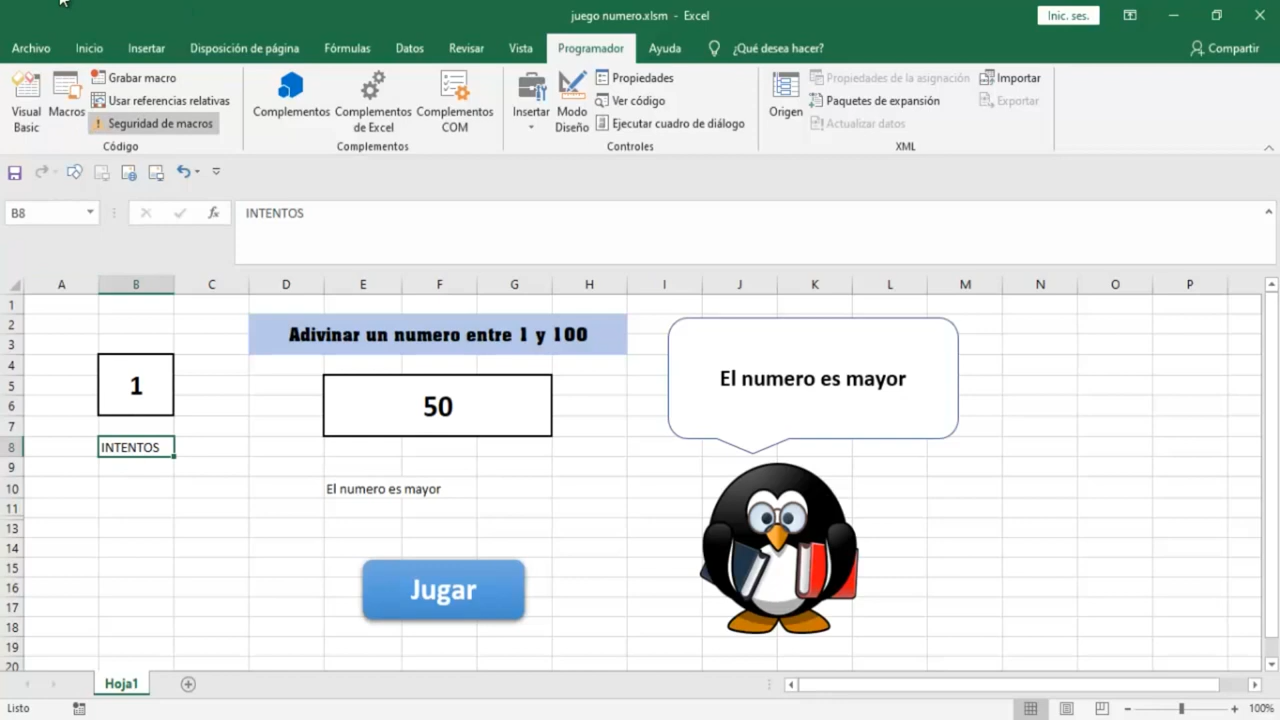 juego numero.xlsm - Excel
Inic. ses.
Archivo Inicio Insertar Disposición de página Fórmulas Datos Revisar Vista Programador Ayuda ¿Qué desea hacer? Compartir
Visual Basic
Macros
Grabar macro
Usar referencias relativas
Seguridad de macros
Código
Complementos
Complementos de Excel
Complementos COM
Complementos
Insertar
Modo Diseño
Propiedades
Ver código
Ejecutar cuadro de diálogo
Controles
Origen
Propiedades de la asignación
Paquetes de expansión
Actualizar datos
Importar
Exportar
XML
B8 fx INTENTOS
A B C D E F G H I J K L M N O P
1
2
3
4
5
6
7
8
9
10
11
13
14
15
16
17
18
19
20
Adivinar un numero entre 1 y 100
1
50
El numero es mayor
INTENTOS
El numero es mayor
Jugar
Hoja1
Listo
100%